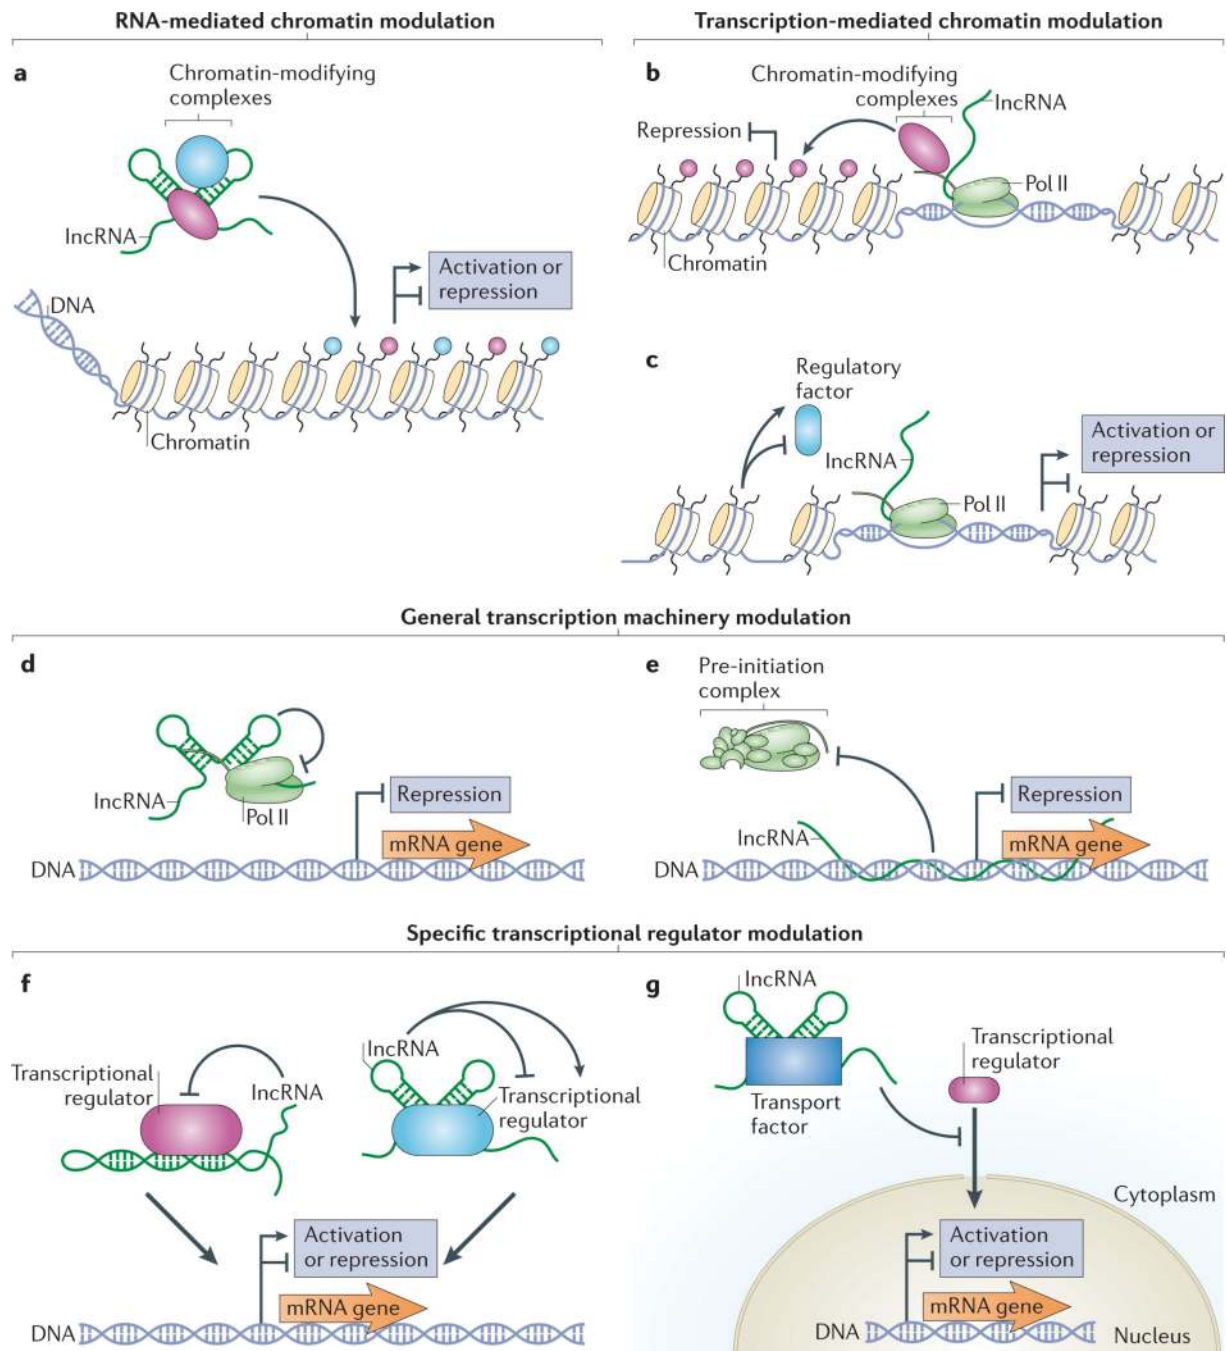 RNA-mediated chromatin modulation
Transcription-mediated chromatin modulation
a
Chromatin-modifying
complexes
lncRNA
DNA
Activation or
repression
Chromatin
b
Chromatin-modifying
complexes
lncRNA
Repression
Pol II
Chromatin
c
Regulatory
factor
lncRNA
Activation or
repression
Pol II
General transcription machinery modulation
d
lncRNA
Pol II
Repression
mRNA gene
DNA
e
Pre-initiation
complex
lncRNA
Repression
mRNA gene
DNA
Specific transcriptional regulator modulation
f
Transcriptional
regulator
lncRNA
lncRNA
Transcriptional
regulator
Activation
or repression
mRNA gene
DNA
g
lncRNA
Transcriptional
regulator
Transport
factor
Cytoplasm
Activation
or repression
mRNA gene
DNA
Nucleus